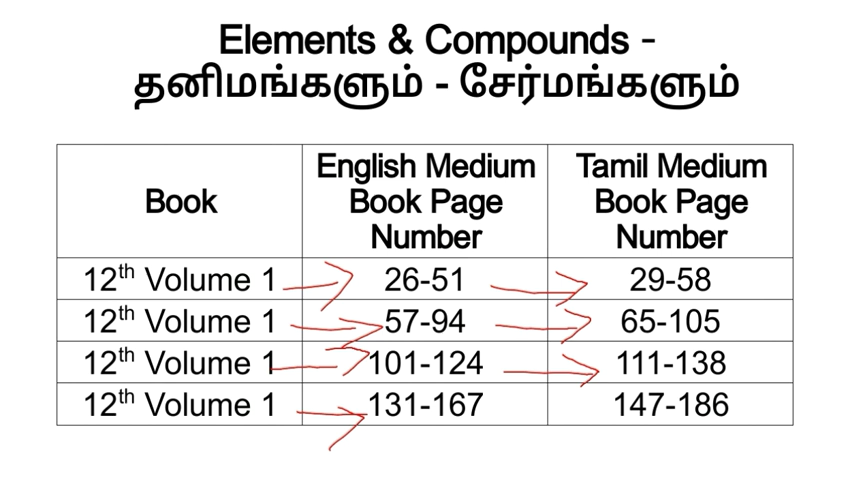 Elements & Compounds -
தனிமங்களும் - சேர்மங்களும்
Book
English Medium Book Page Number
Tamil Medium Book Page Number
12th Volume 1 26-51 29-58
12th Volume 1 57-94 65-105
12th Volume 1 101-124 111-138
12th Volume 1 131-167 147-186